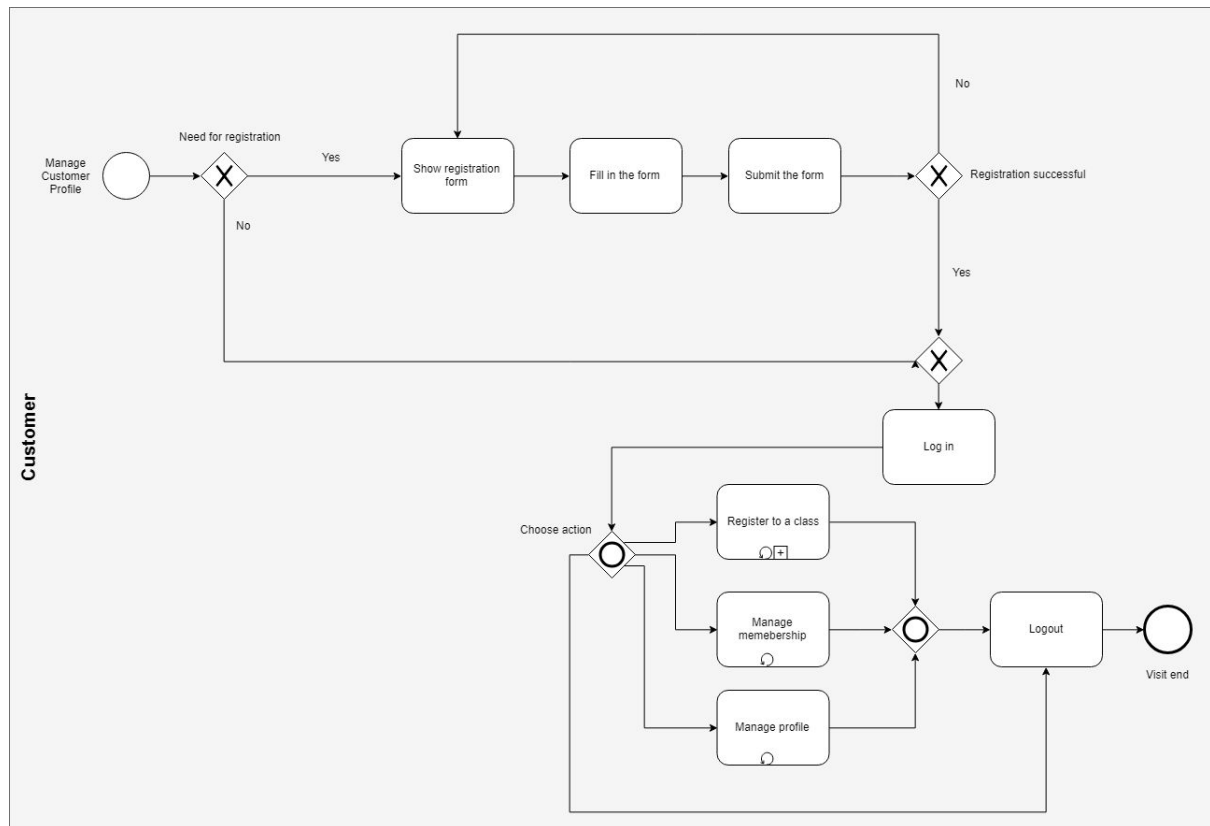 No
Need for registration
Yes
Manage
Customer
Profile
Show registration
form
Fill in the form
Submit the form
Registration successful
No
Yes
Customer
Log in
Choose action
Register to a class
Manage
memebership
Logout
Visit end
Manage profile